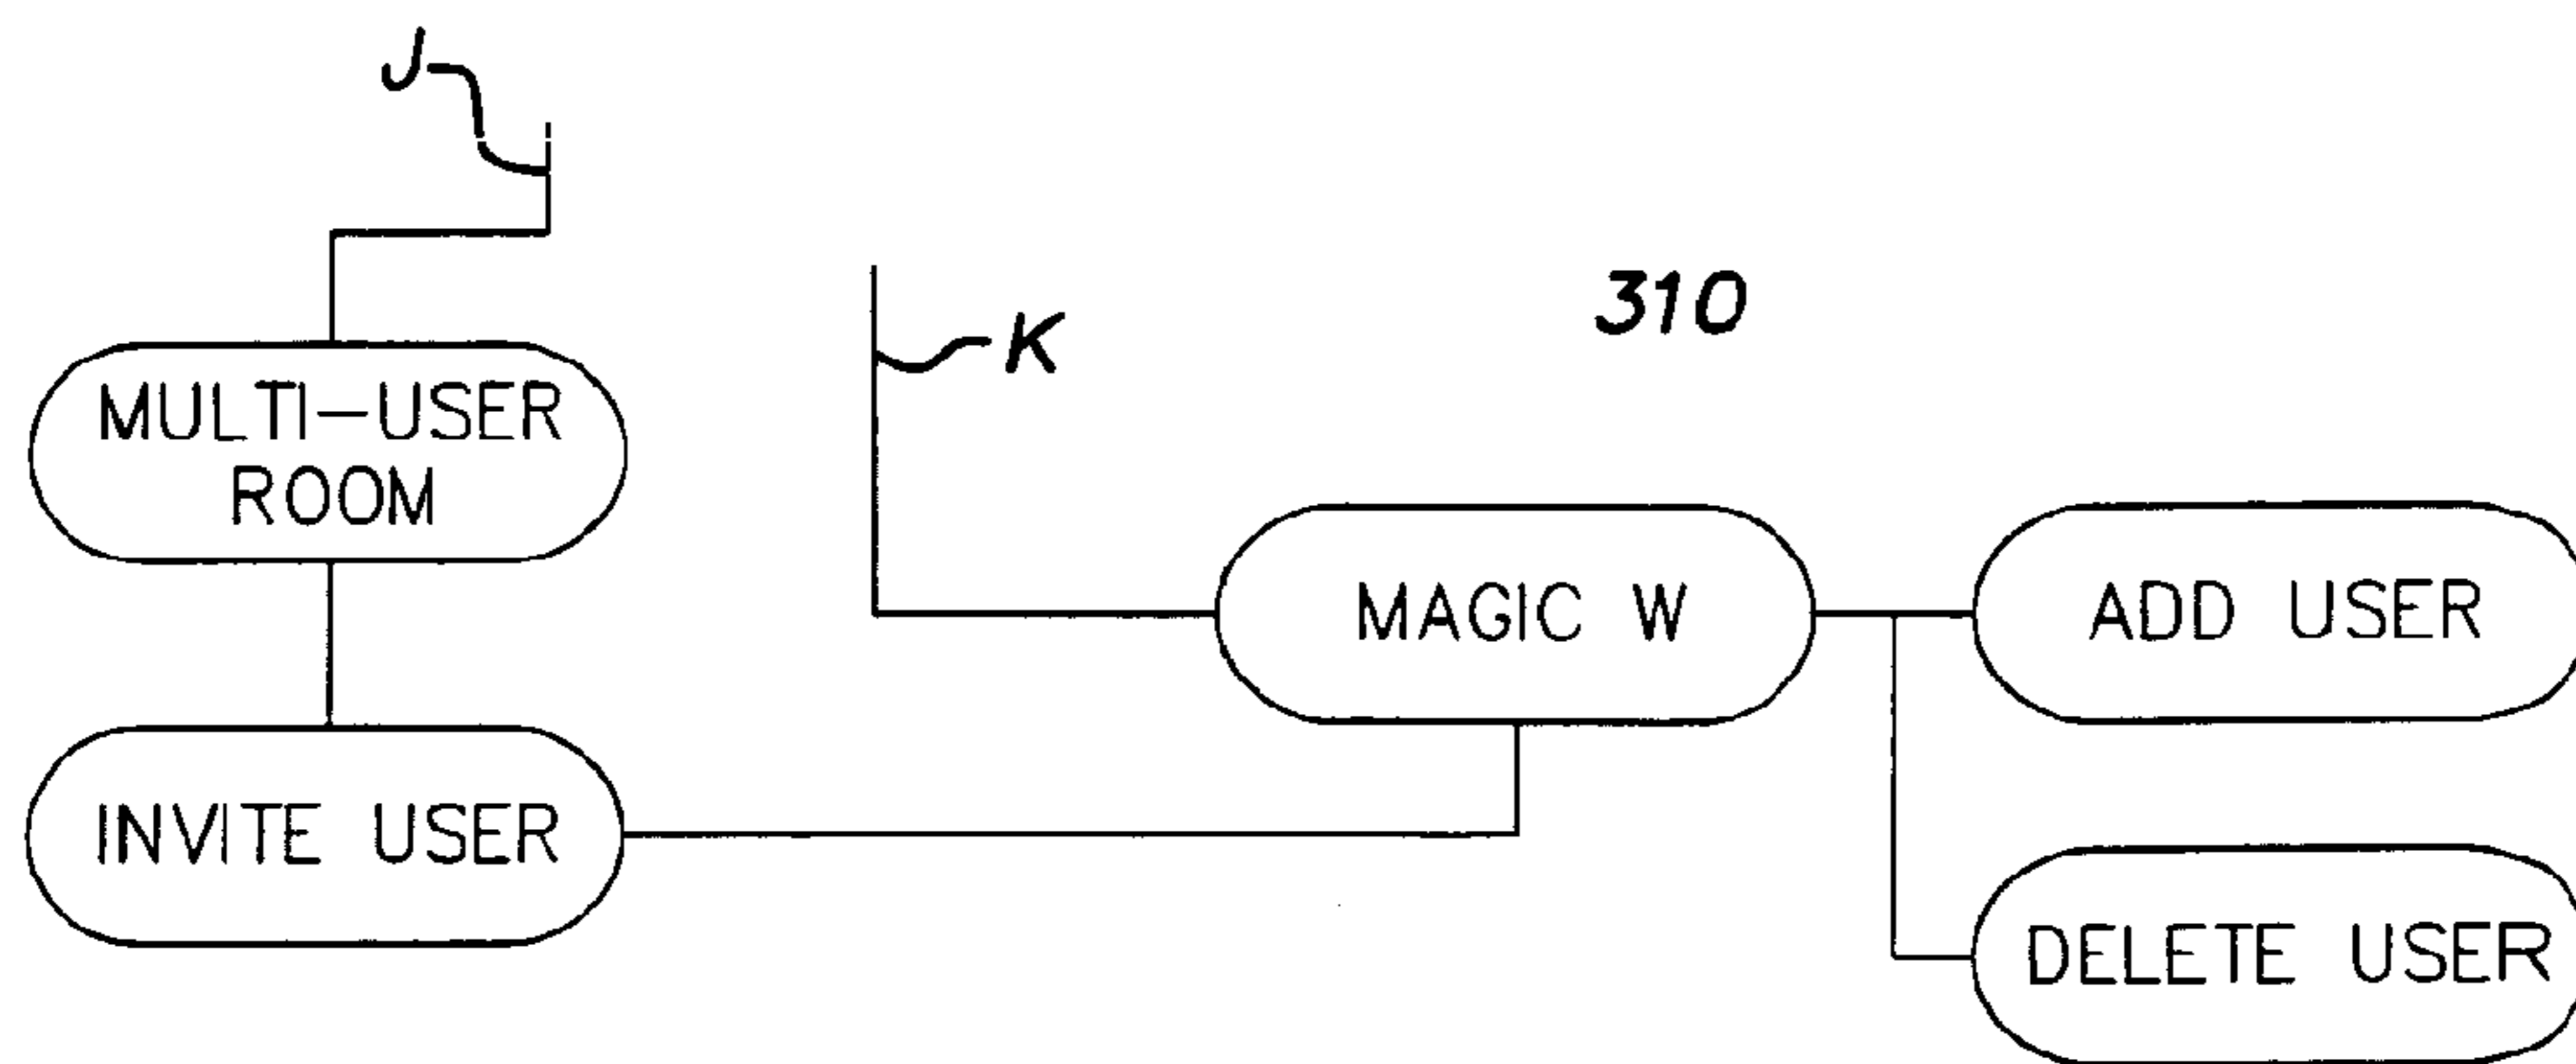 J
K
310
MULTI-USER
ROOM
MAGIC W
ADD USER
INVITE USER
DELETE USER